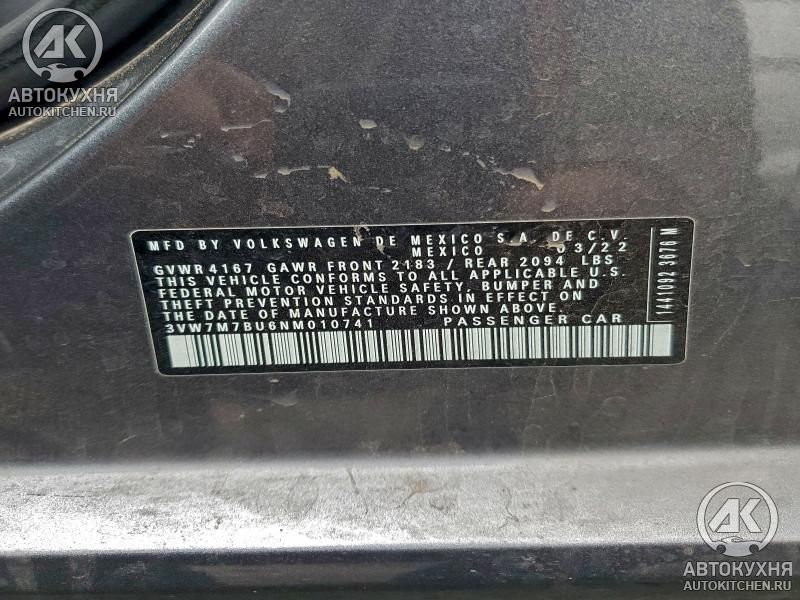 AK
АВТОКУХНЯ
AUTOKITCHEN.RU
MFD BY VOLKSWAGEN DE MEXICO S.A. DE C.V.
MEXICO 03/22
GVWR 4167 GAWR FRONT 2183 / REAR 2094 LBS
THIS VEHICLE CONFORMS TO ALL APPLICABLE U.S.
FEDERAL MOTOR VEHICLE SAFETY, BUMPER AND
THEFT PREVENTION STANDARDS IN EFFECT ON THE
DATE OF MANUFACTURE SHOWN ABOVE.
3VW7M7BU6NM010741 PASSENGER CAR
1441092 3676 M
AK
АВТОКУХНЯ
AUTOKITCHEN.RU